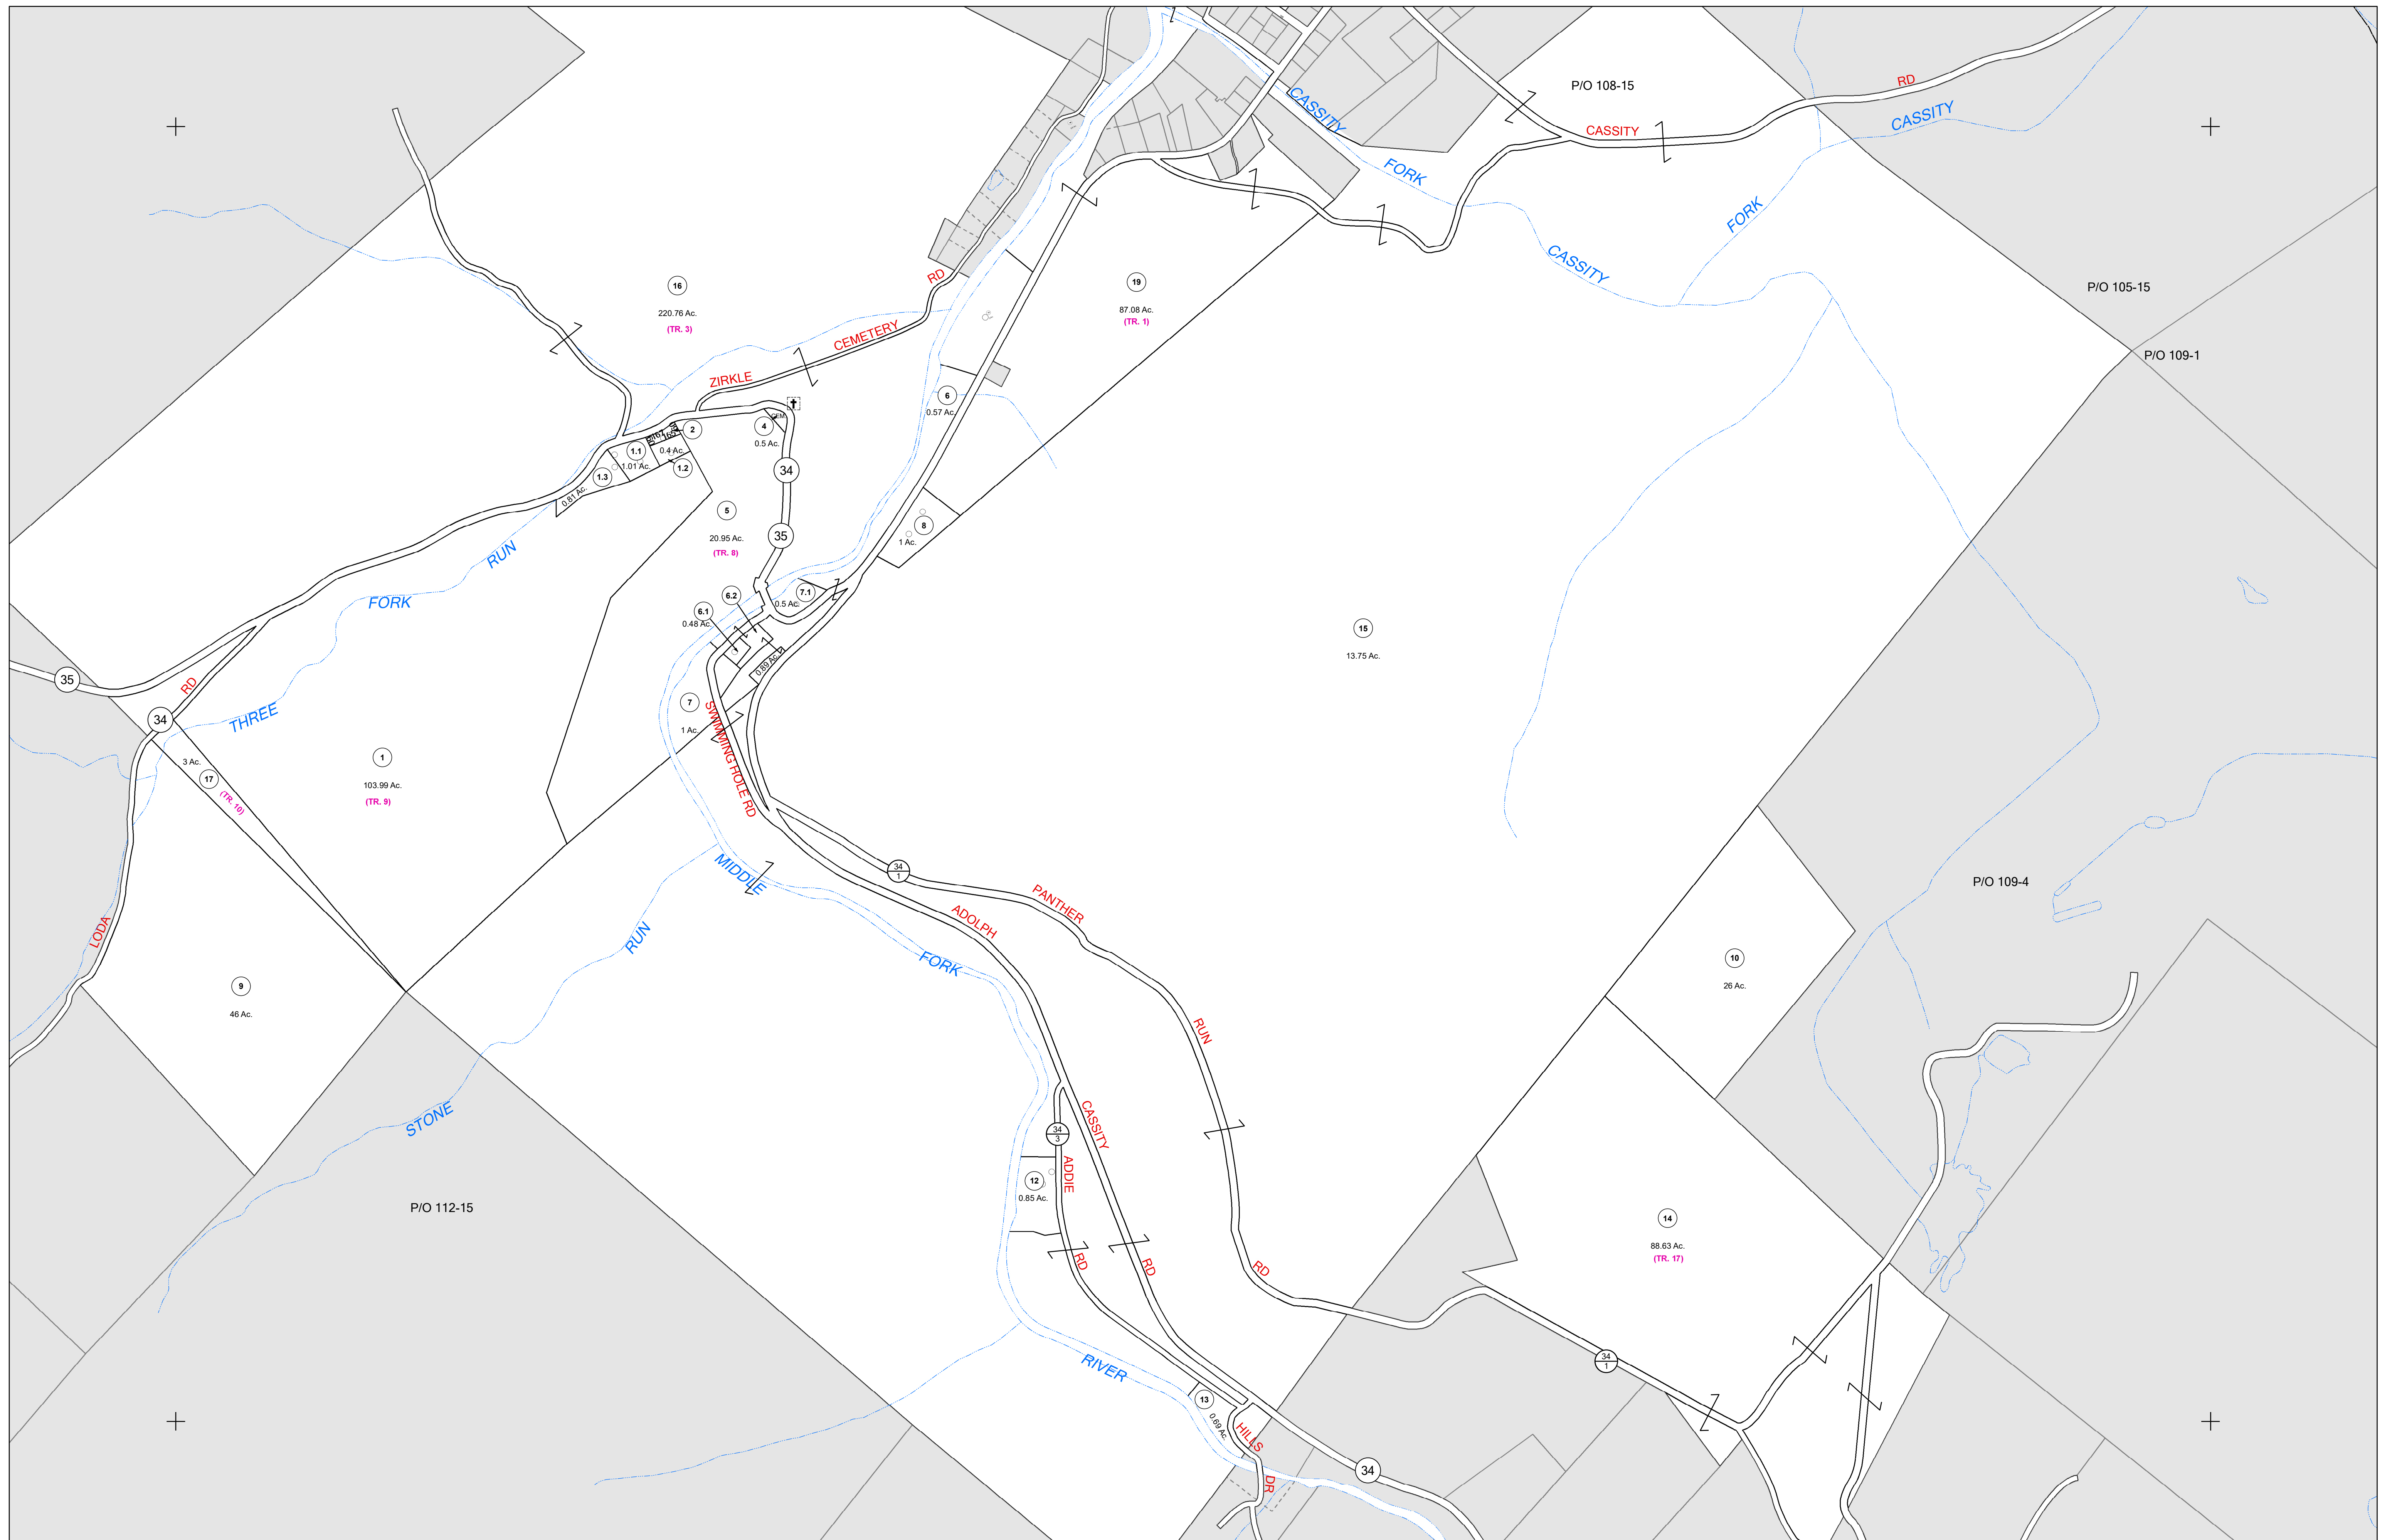 P/O 108-15
RD
CASSITY
CASSITY
CASSITY
FORK
FORK
CASSITY
16
220.76 Ac.
(TR. 3)
RD
19
87.08 Ac.
(TR. 1)
P/O 105-15
CEMETERY
P/O 109-1
ZIRKLE
6
0.57 Ac.
CEM
4
0.5 Ac.
2
1.1
0.4 Ac.
1.01 Ac.
1.2
1.3
0.81 Ac.
34
5
20.95 Ac.
(TR. 8)
35
8
1 Ac.
RUN
FORK
THREE
6.2
7.1
0.5 Ac.
6.1
0.48 Ac.
0.89 Ac.
15
13.75 Ac.
35
RD
34
7
1 Ac.
SWIMMING HOLE RD
3 Ac.
17
(TR. 10)
1
103.99 Ac.
(TR. 9)
34
1
MIDDLE
FORK
PANTHER
ADOLPH
P/O 109-4
LODA
RUN
STONE
10
26 Ac.
9
46 Ac.
RUN
CASSITY
34
3
ADDIE
12
0.85 Ac.
P/O 112-15
14
88.63 Ac.
(TR. 17)
RD
RD
RD
RIVER
34
1
13
0.69 Ac.
HILLS
DR
34